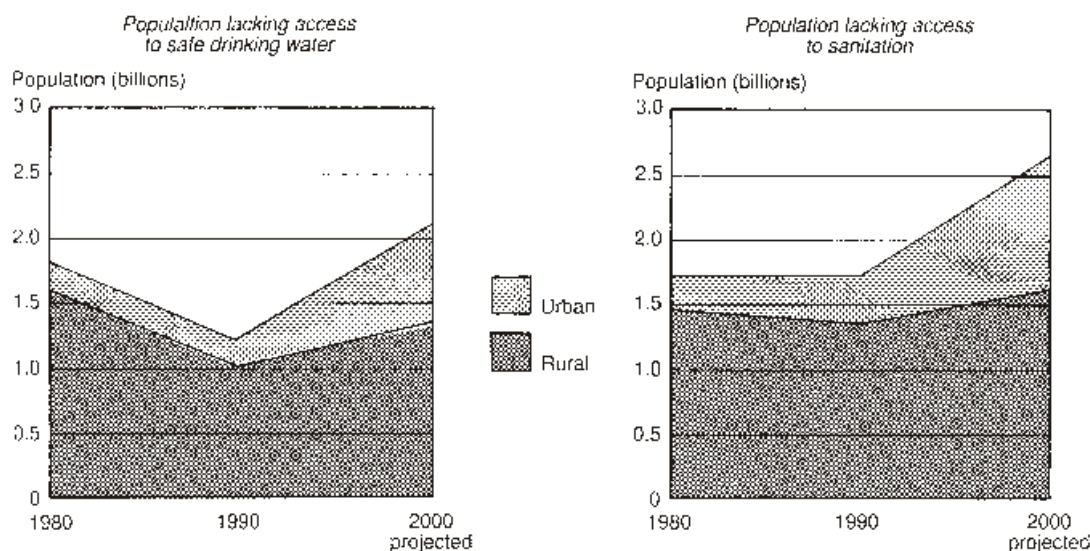 Populaltion lacking access
to safe drinking water
Population (billions)
3.0
2.5
2.0
1.5
1.0
0.5
0
1980
1990
2000
projected
Urban
Rural
Population lacking access
to sanitation
Population (billions)
3.0
2.5
2.0
1.5
1.0
0.5
0
1980
1990
2000
projected